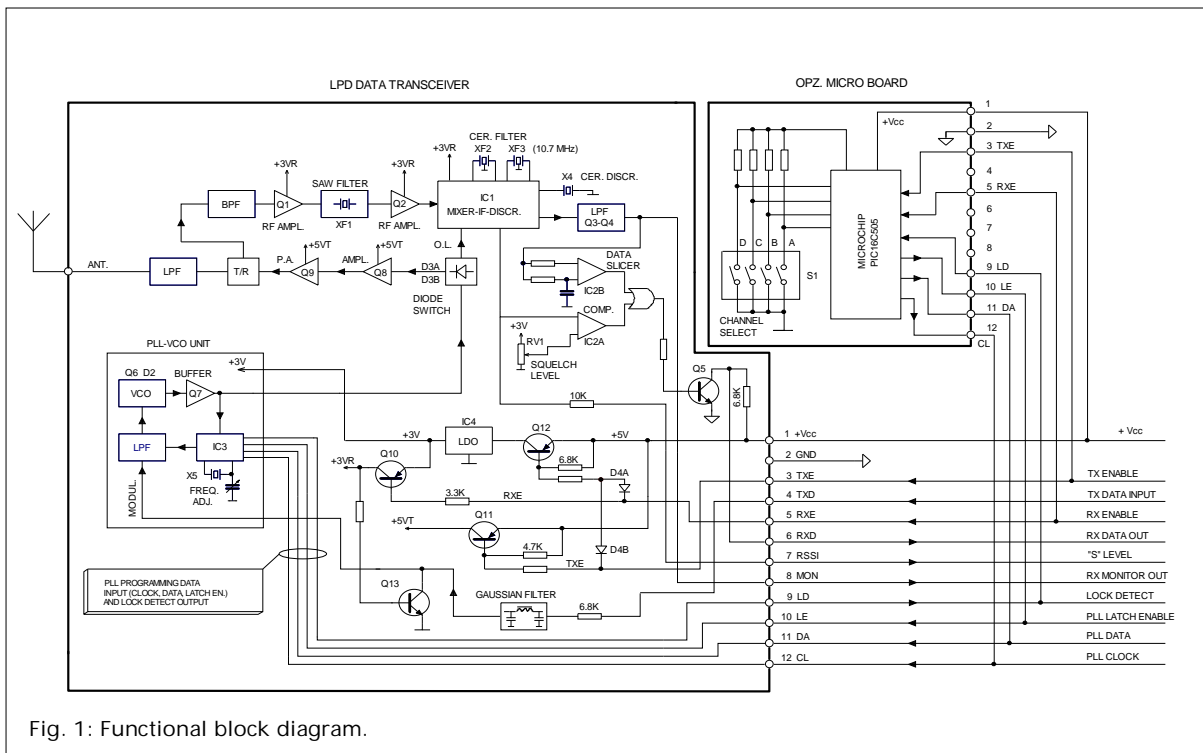 LPD DATA TRANSCEIVER
OPZ. MICRO BOARD
ANT.
LPF
T/R
BPF
+3VR
Q1
RF AMPL.
SAW FILTER
XF1
+3VR
Q2
RF AMPL.
+3VR
CER. FILTER
XF2
XF3
(10.7 MHz)
IC1
MIXER-IF-DISCR.
X4
CER. DISCR.
LPF
Q3-Q4
O.L.
P.A.
+5VT
Q9
AMPL.
+5VT
Q8
D3A
D3B
DIODE
SWITCH
DATA
SLICER
IC2B
COMP.
IC2A
+3V
RV1
SQUELCH
LEVEL
10K
Q5
6.8K
PLL-VCO UNIT
+3V
Q6 D2
BUFFER
VCO
Q7
LPF
IC3
X5
FREQ.
ADJ.
MODUL.
+3V
IC4
LDO
Q12
+5V
6.8K
D4A
Q10
+3VR
3.3K
RXE
Q11
+5VT
4.7K
TXE
D4B
Q13
GAUSSIAN FILTER
6.8K
PLL PROGRAMMING DATA
INPUT (CLOCK, DATA, LATCH EN.)
AND LOCK DETECT OUTPUT
+Vcc
D C B A
S1
CHANNEL
SELECT
MICROCHIP
PIC16C505
1
2
3 TXE
4
5 RXE
6
7
8
9 LD
10 LE
11 DA
12
CL
1 +Vcc
+ Vcc
2 GND
3 TXE
TX ENABLE
4 TXD
TX DATA INPUT
5 RXE
RX ENABLE
6 RXD
RX DATA OUT
7 RSSI
"S" LEVEL
8 MON
RX MONITOR OUT
9 LD
LOCK DETECT
10 LE
PLL LATCH ENABLE
11 DA
PLL DATA
12 CL
PLL CLOCK
Fig. 1: Functional block diagram.